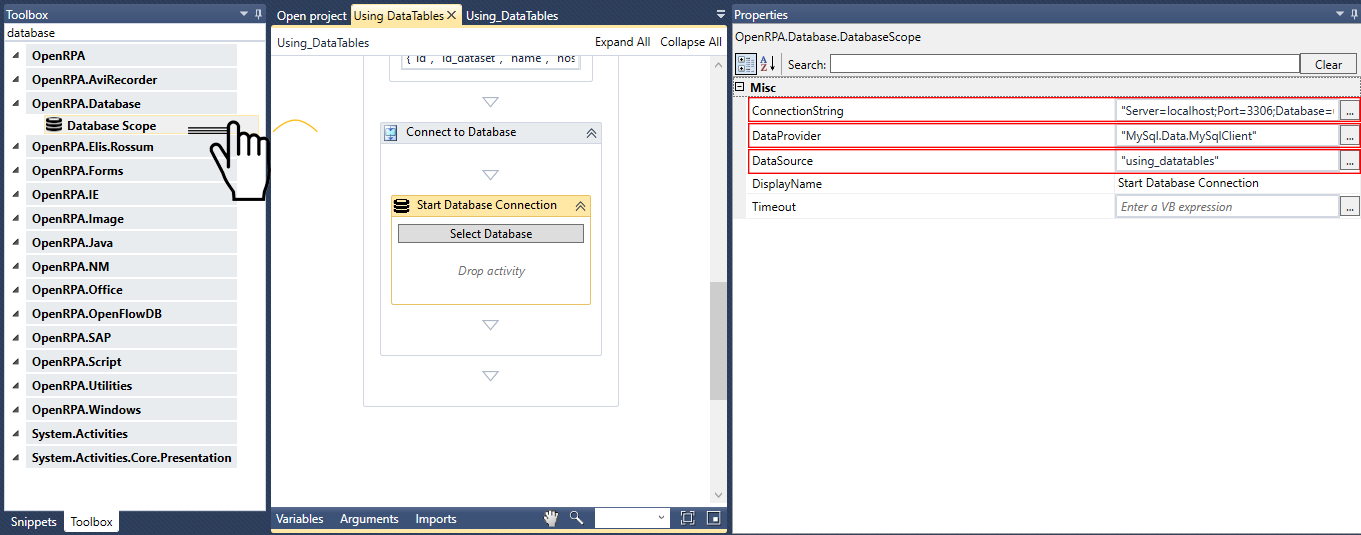 Toolbox
database
OpenRPA
OpenRPA.AviRecorder
OpenRPA.Database
Database Scope
OpenRPA.Elis.Rossum
OpenRPA.Forms
OpenRPA.IE
OpenRPA.Image
OpenRPA.Java
OpenRPA.NM
OpenRPA.Office
OpenRPA.OpenFlowDB
OpenRPA.SAP
OpenRPA.Script
OpenRPA.Utilities
OpenRPA.Windows
System.Activities
System.Activities.Core.Presentation
Snippets Toolbox
Open project Using DataTables Using_DataTables
Using_DataTables Expand All Collapse All
{"id", "id_dataset", "name", "hos
Connect to Database
Start Database Connection
Select Database
Drop activity
Variables Arguments Imports
Properties
OpenRPA.Database.DatabaseScope
Search: Clear
Misc
ConnectionString "Server=localhost;Port=3306;Database= ...
DataProvider "MySql.Data.MySqlClient" ...
DataSource "using_datatables" ...
DisplayName Start Database Connection
Timeout Enter a VB expression ...